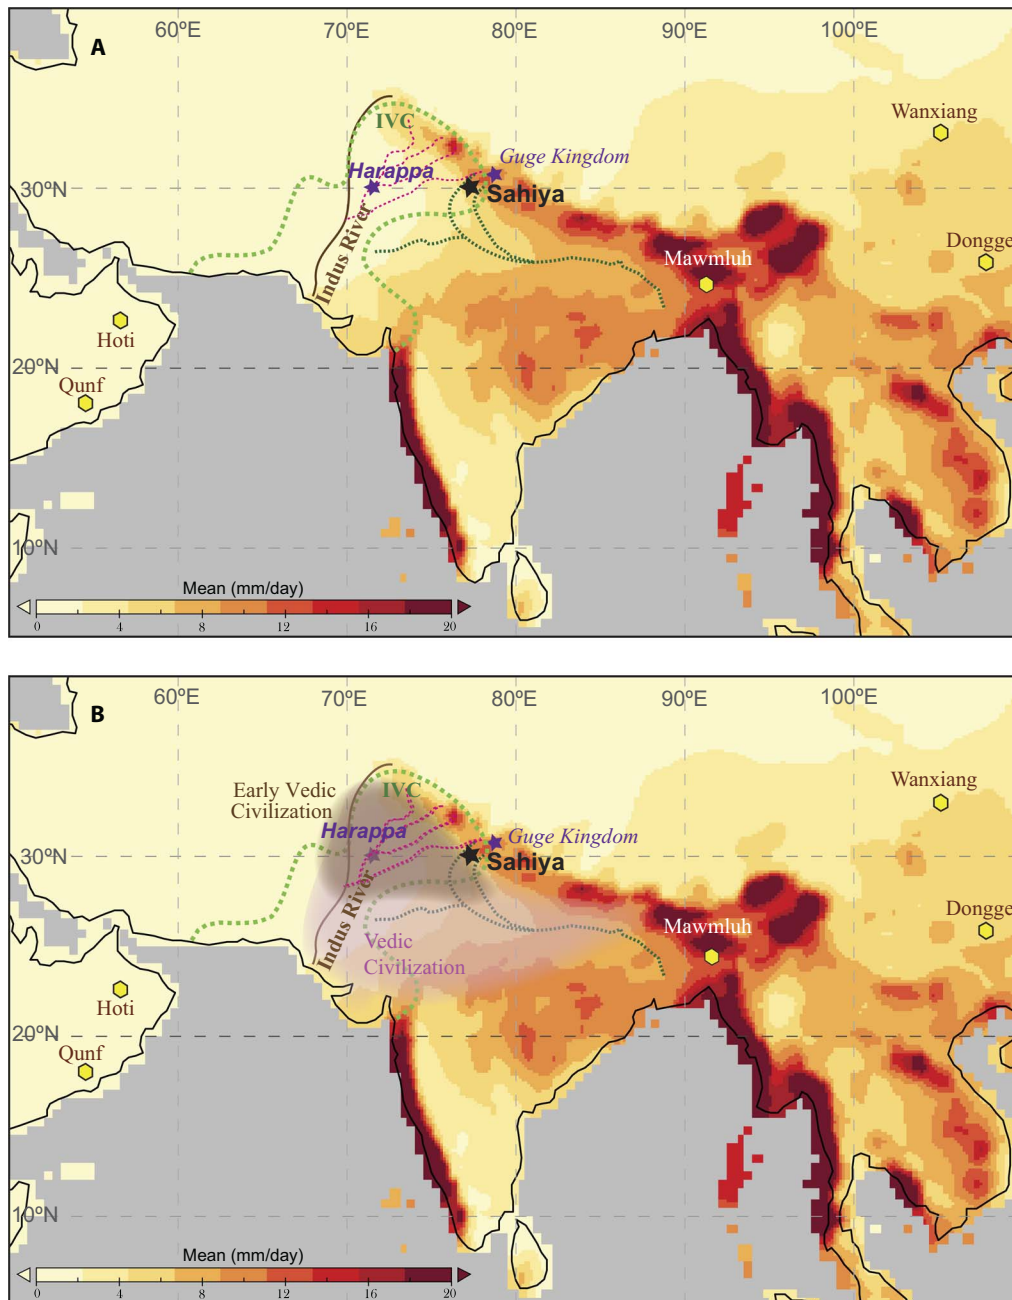 A
60ºE
70ºE
80ºE
90ºE
100ºE
Wanxiang
IVC
Guge Kingdom
Harappa
30ºN
Sahiya
Indus River
Mawmluh
Dongge
Hoti
20ºN
Qunf
10ºN
Mean (mm/day)
0 4 8 12 16 20
B
60ºE
70ºE
80ºE
90ºE
100ºE
Wanxiang
Early Vedic
Civilization
IVC
Harappa
Guge Kingdom
30ºN
Sahiya
Indus River
Mawmluh
Dongge
Vedic
Civilization
Hoti
20ºN
Qunf
10ºN
Mean (mm/day)
0 4 8 12 16 20